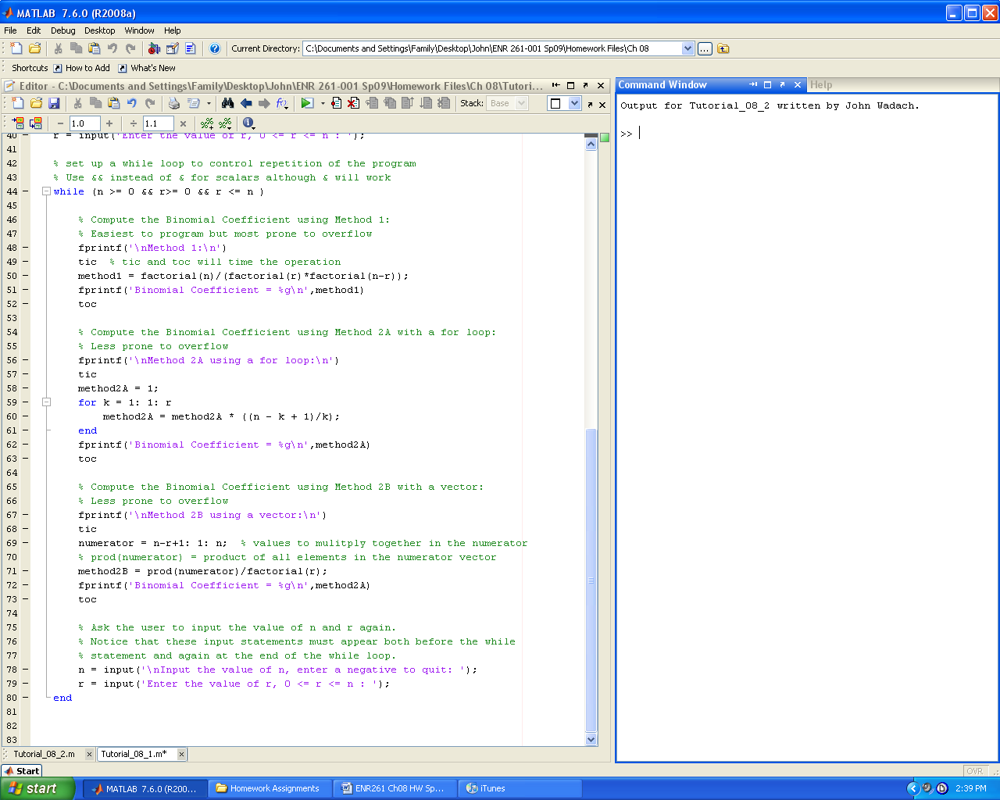 MATLAB 7.6.0 (R2008a)
File Edit Debug Desktop Window Help
Current Directory: C:\Documents and Settings\Family\Desktop\John\ENR 261-001 Sp09\Homework Files\Ch 08
Shortcuts How to Add What's New
Editor - C:\Documents and Settings\Family\Desktop\John\ENR 261-001 Sp09\Homework Files\Ch 08\Tutori...
Stack: Base
1.0 1.1
40 r = input('Enter the value of r, 0 <= r <= n : ');
41
42 % set up a while loop to control repetition of the program
43 % Use && instead of & for scalars although & will work
44 while (n >= 0 && r>= 0 && r <= n )
45
46 % Compute the Binomial Coefficient using Method 1:
47 % Easiest to program but most prone to overflow
48 fprintf('\nMethod 1:\n')
49 tic % tic and toc will time the operation
50 method1 = factorial(n)/(factorial(r)*factorial(n-r));
51 fprintf('Binomial Coefficient = %g\n',method1)
52 toc
53
54 % Compute the Binomial Coefficient using Method 2A with a for loop:
55 % Less prone to overflow
56 fprintf('\nMethod 2A using a for loop:\n')
57 tic
58 method2A = 1;
59 for k = 1: 1: r
60 method2A = method2A * ((n - k + 1)/k);
61 end
62 fprintf('Binomial Coefficient = %g\n',method2A)
63 toc
64
65 % Compute the Binomial Coefficient using Method 2B with a vector:
66 % Less prone to overflow
67 fprintf('\nMethod 2B using a vector:\n')
68 tic
69 numerator = n-r+1: 1: n; % values to mulitply together in the numerator
70 % prod(numerator) = product of all elements in the numerator vector
71 method2B = prod(numerator)/factorial(r);
72 fprintf('Binomial Coefficient = %g\n',method2A)
73 toc
74
75 % Ask the user to input the value of n and r again.
76 % Notice that these input statements must appear both before the while
77 % statement and again at the end of the while loop.
78 n = input('\nInput the value of n, enter a negative to quit: ');
79 r = input('Enter the value of r, 0 <= r <= n : ');
80 end
81
82
83
Tutorial_08_2.m Tutorial_08_1.m*
Command Window Help
Output for Tutorial_08_2 written by John Wadach.
>>
Start OVR
start MATLAB 7.6.0 (R200... Homework Assignments ENR261 Ch08 HW Sp... iTunes 2:39 PM